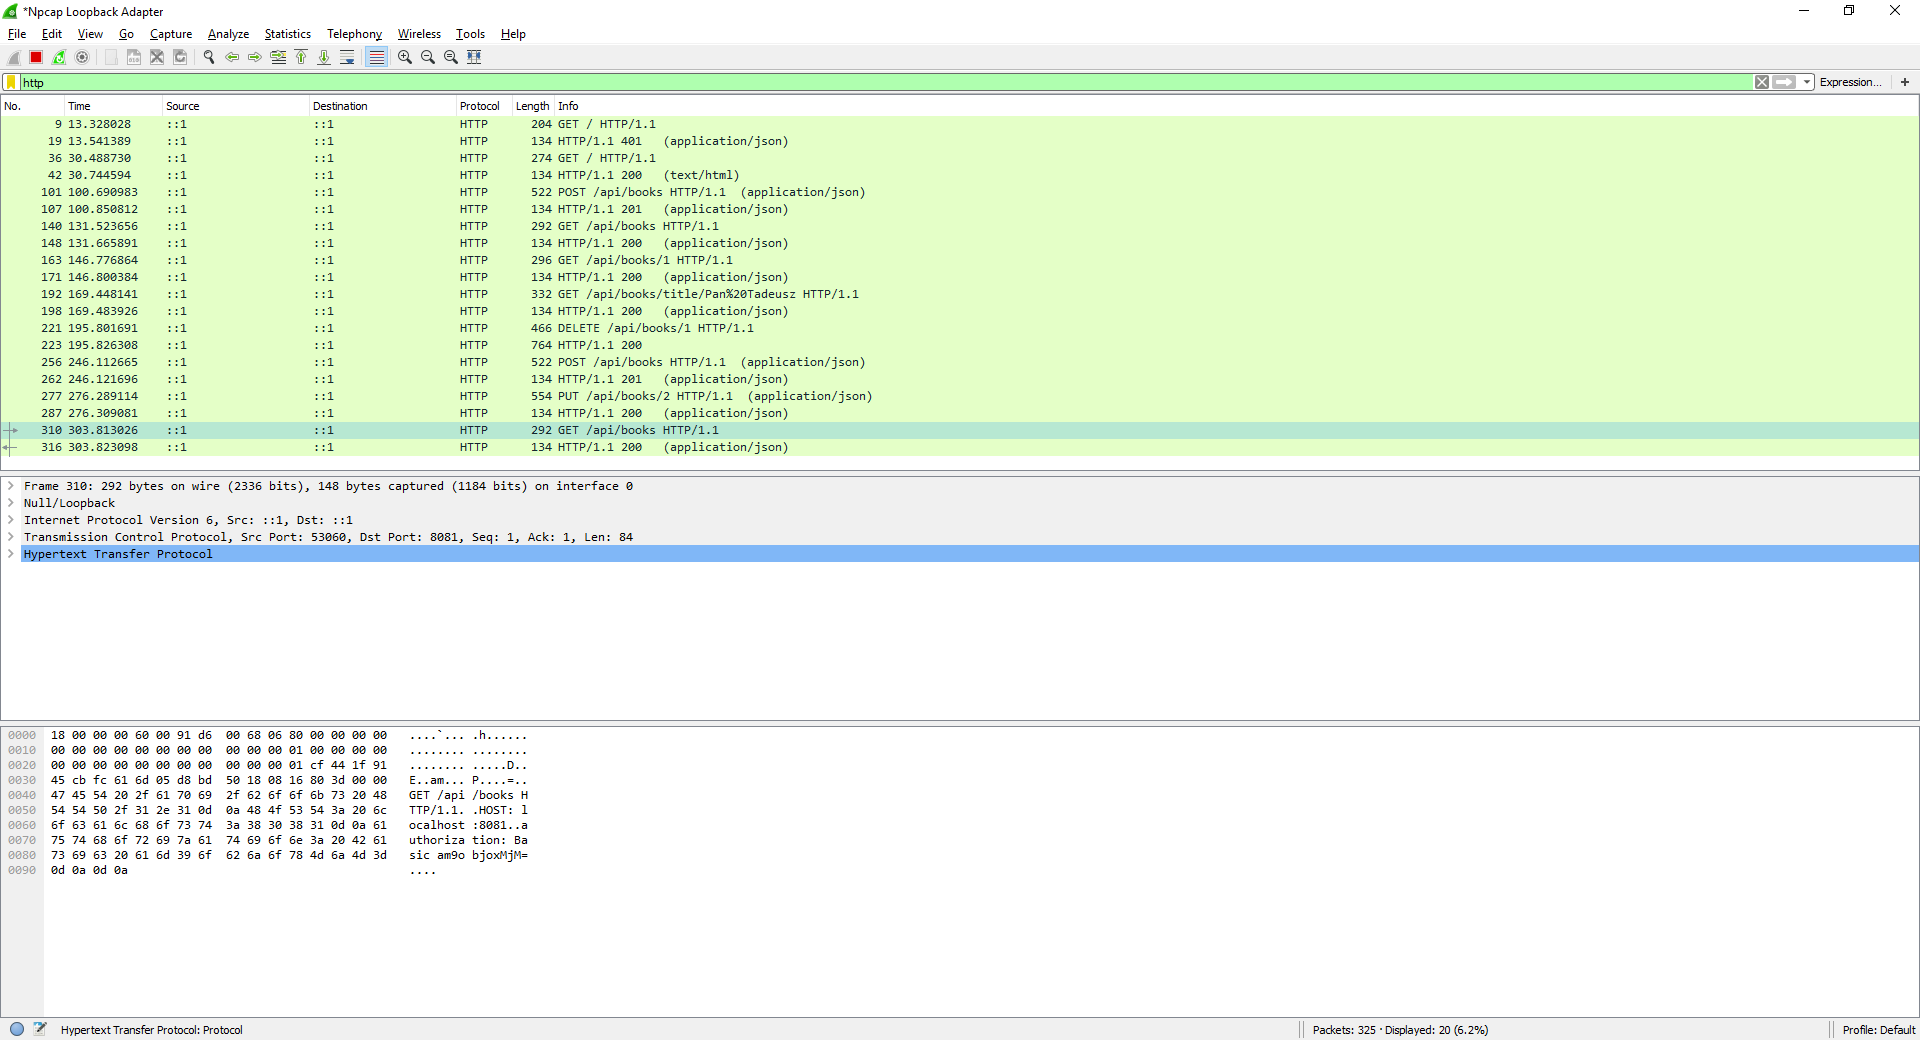 *Npcap Loopback Adapter
File Edit View Go Capture Analyze Statistics Telephony Wireless Tools Help
http Expression... +
No. Time Source Destination Protocol Length Info
9 13.328028 ::1 ::1 HTTP 204 GET / HTTP/1.1
19 13.541389 ::1 ::1 HTTP 134 HTTP/1.1 401 (application/json)
36 30.488730 ::1 ::1 HTTP 274 GET / HTTP/1.1
42 30.744594 ::1 ::1 HTTP 134 HTTP/1.1 200 (text/html)
101 100.690983 ::1 ::1 HTTP 522 POST /api/books HTTP/1.1 (application/json)
107 100.850812 ::1 ::1 HTTP 134 HTTP/1.1 201 (application/json)
140 131.523656 ::1 ::1 HTTP 292 GET /api/books HTTP/1.1
148 131.665891 ::1 ::1 HTTP 134 HTTP/1.1 200 (application/json)
163 146.776864 ::1 ::1 HTTP 296 GET /api/books/1 HTTP/1.1
171 146.800384 ::1 ::1 HTTP 134 HTTP/1.1 200 (application/json)
192 169.448141 ::1 ::1 HTTP 332 GET /api/books/title/Pan%20Tadeusz HTTP/1.1
198 169.483926 ::1 ::1 HTTP 134 HTTP/1.1 200 (application/json)
221 195.801691 ::1 ::1 HTTP 466 DELETE /api/books/1 HTTP/1.1
223 195.826308 ::1 ::1 HTTP 764 HTTP/1.1 200
256 246.112665 ::1 ::1 HTTP 522 POST /api/books HTTP/1.1 (application/json)
262 246.121696 ::1 ::1 HTTP 134 HTTP/1.1 201 (application/json)
277 276.289114 ::1 ::1 HTTP 554 PUT /api/books/2 HTTP/1.1 (application/json)
287 276.309081 ::1 ::1 HTTP 134 HTTP/1.1 200 (application/json)
310 303.813026 ::1 ::1 HTTP 292 GET /api/books HTTP/1.1
316 303.823098 ::1 ::1 HTTP 134 HTTP/1.1 200 (application/json)
Frame 310: 292 bytes on wire (2336 bits), 148 bytes captured (1184 bits) on interface 0
Null/Loopback
Internet Protocol Version 6, Src: ::1, Dst: ::1
Transmission Control Protocol, Src Port: 53060, Dst Port: 8081, Seq: 1, Ack: 1, Len: 84
Hypertext Transfer Protocol
0000 18 00 00 00 60 00 91 d6 00 68 06 80 00 00 00 00 ....`... .h......
0010 00 00 00 00 00 00 00 00 00 00 00 01 00 00 00 00 ........ ........
0020 00 00 00 00 00 00 00 00 00 00 00 01 cf 44 1f 91 ........ .....D..
0030 45 cb fc 61 6d 05 d8 bd 50 18 08 16 80 3d 00 00 E..am... P....=..
0040 47 45 54 20 2f 61 70 69 2f 62 6f 6f 6b 73 20 48 GET /api /books H
0050 54 54 50 2f 31 2e 31 0d 0a 48 4f 53 54 3a 20 6c TTP/1.1. .HOST: l
0060 6f 63 61 6c 68 6f 73 74 3a 38 30 38 31 0d 0a 61 ocalhost :8081..a
0070 75 74 68 6f 72 69 7a 61 74 69 6f 6e 3a 20 42 61 uthoriza tion: Ba
0080 73 69 63 20 61 6d 39 6f 62 6a 6f 78 4d 6a 4d 3d sic am9o bjoxMjM=
0090 0d 0a 0d 0a ....
Hypertext Transfer Protocol: Protocol Packets: 325 · Displayed: 20 (6.2%) Profile: Default